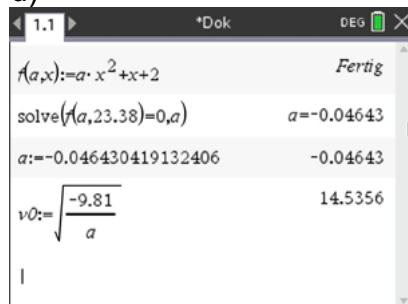 a)
1.1 *Dok DEG
f(a,x):=a·x²+x+2 Fertig
solve(f(a,23.38)=0,a) a=-0.04643
a:=-0.046430419132406 -0.04643
v0:=√(-9.81/a) 14.5356